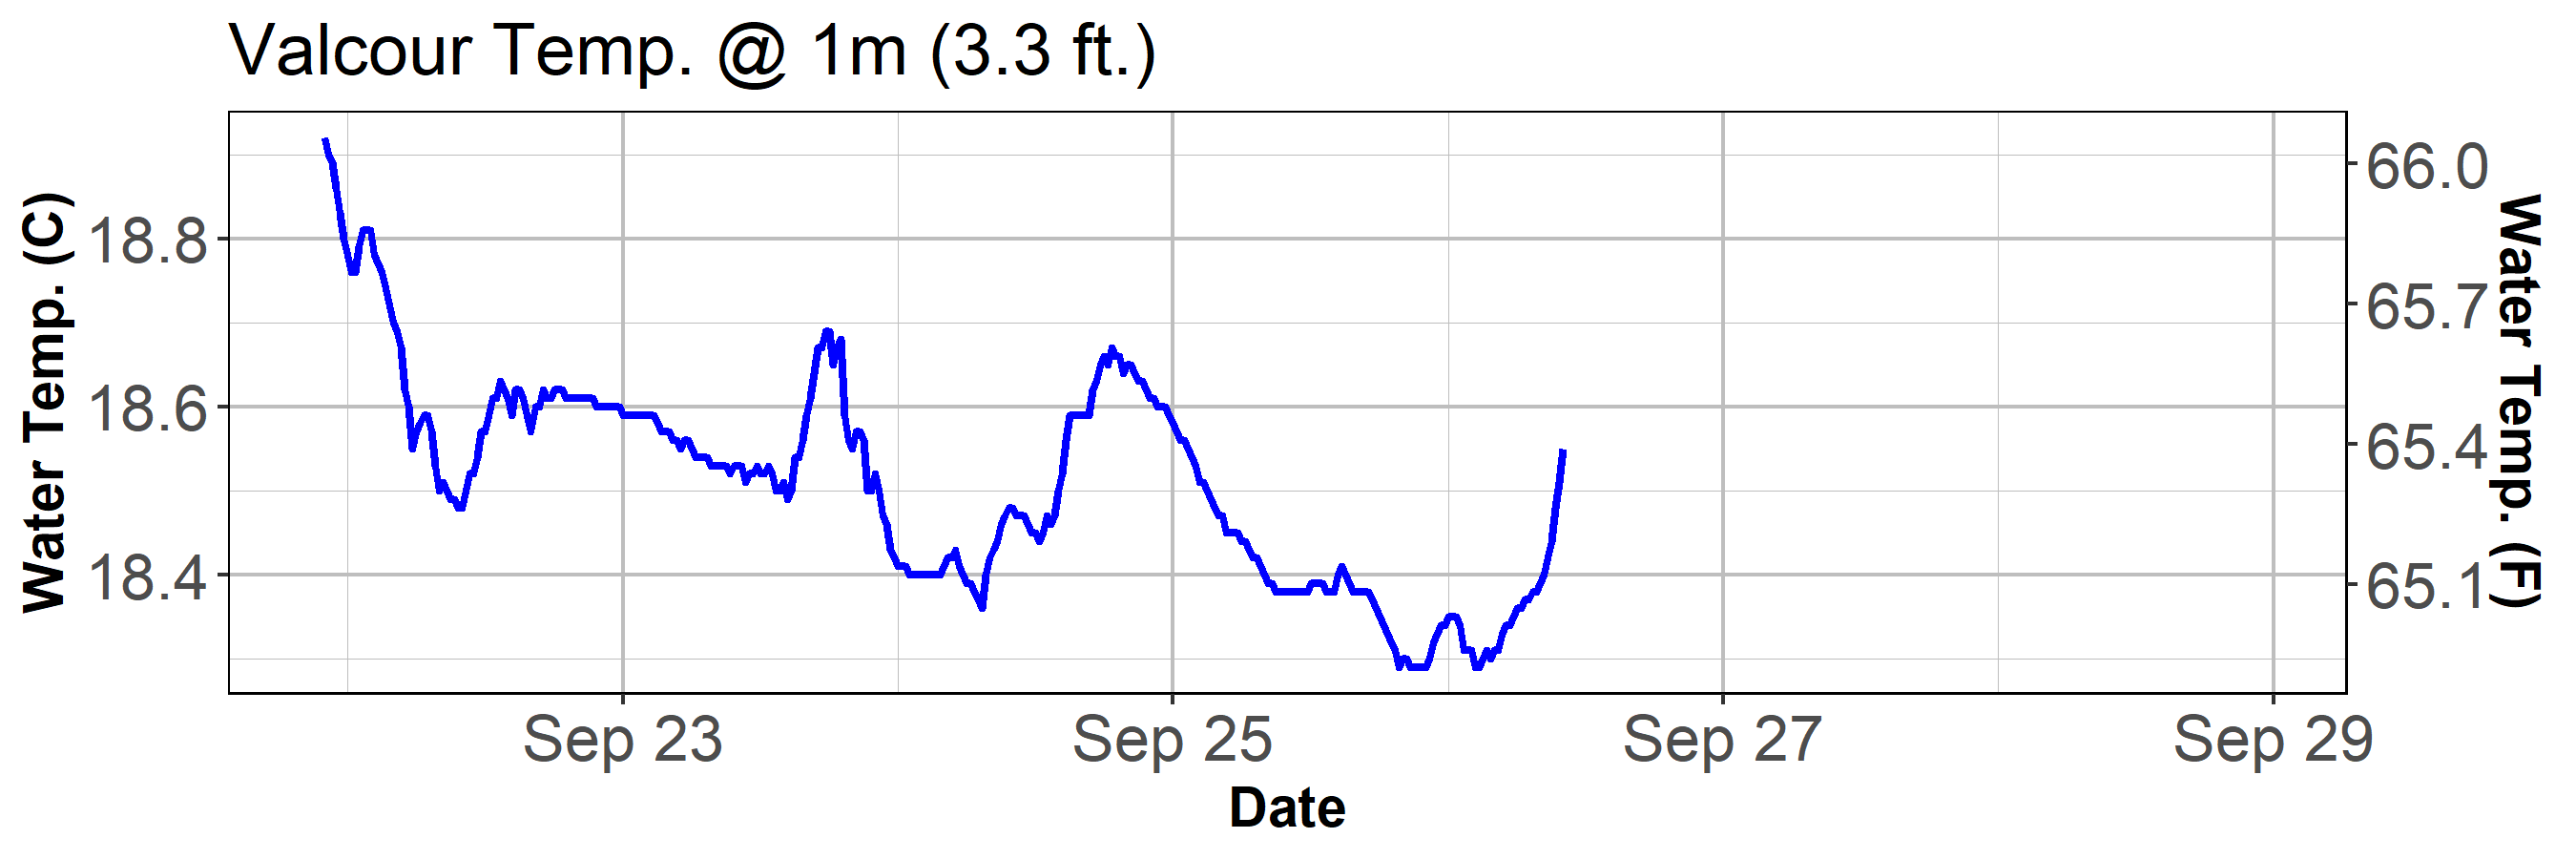 Valcour Temp. @ 1m (3.3 ft.)
Water Temp. (C)
18.8
18.6
18.4
66.0
65.7
65.4
65.1
Water Temp. (F)
Sep 23 Sep 25 Sep 27 Sep 29
Date